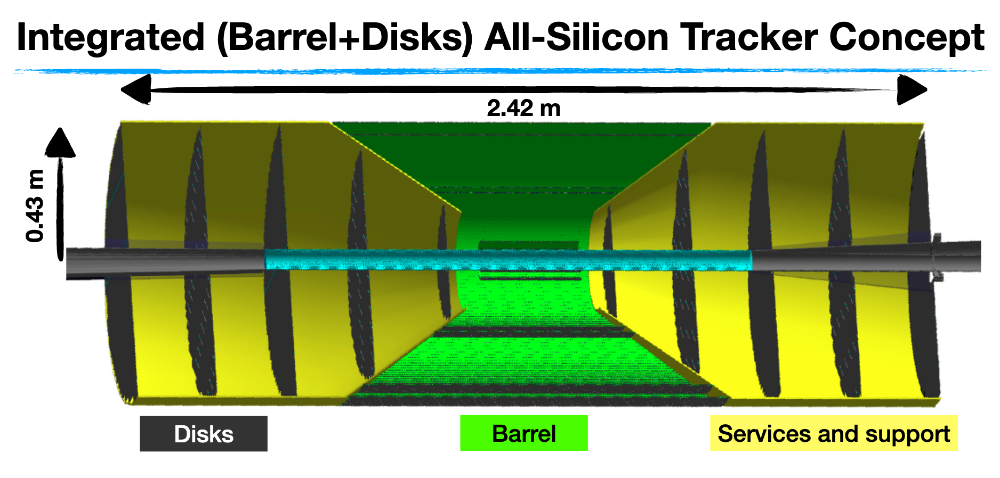 Integrated (Barrel+Disks) All-Silicon Tracker Concept
2.42 m
0.43 m
Disks
Barrel
Services and support